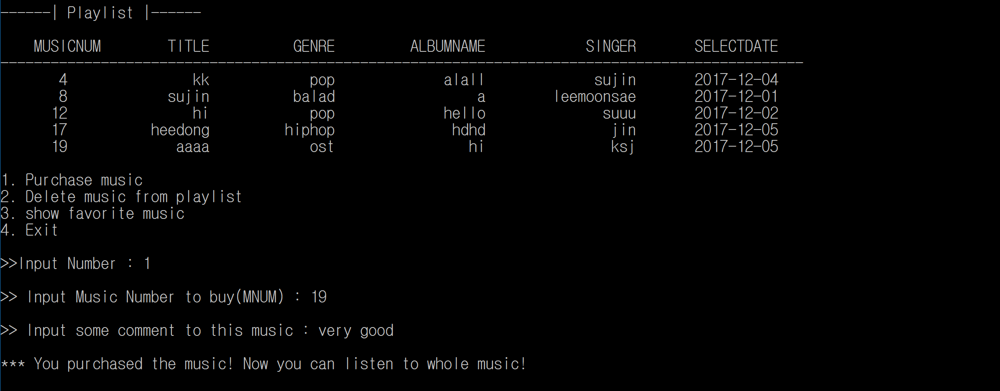 ------| Playlist |------
MUSICNUM TITLE GENRE ALBUMNAME SINGER SELECTDATE
------------------------------------------------------------------------------------------------
4 kk pop alall sujin 2017-12-04
8 sujin balad a leemoonsae 2017-12-01
12 hi pop hello suuu 2017-12-02
17 heedong hiphop hdhd jin 2017-12-05
19 aaaa ost hi ksj 2017-12-05
1. Purchase music
2. Delete music from playlist
3. show favorite music
4. Exit
>>Input Number : 1
>> Input Music Number to buy(MNUM) : 19
>> Input some comment to this music : very good
*** You purchased the music! Now you can listen to whole music!